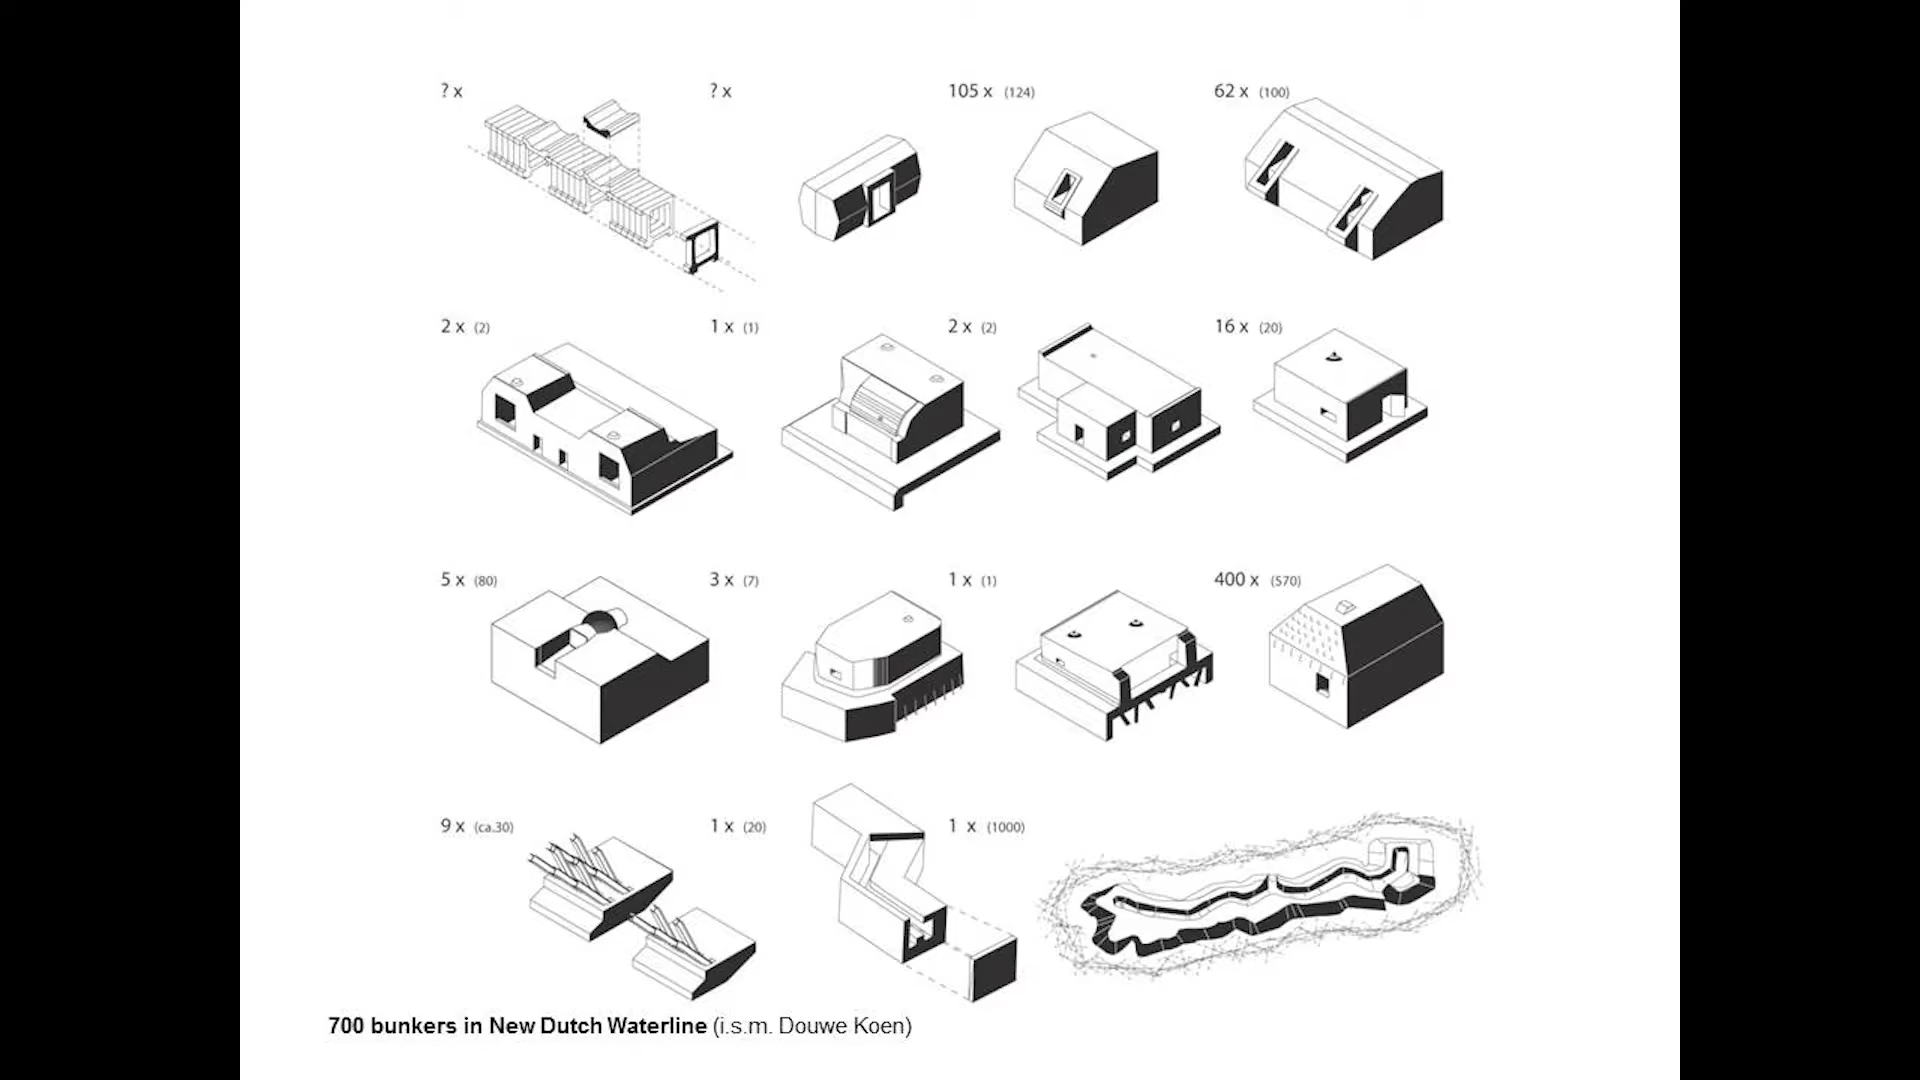 ? x ? x 105 x (124) 62 x (100)
2 x (2) 1 x (1) 2 x (2) 16 x (20)
5 x (80) 3 x (7) 1 x (1) 400 x (570)
9 x (ca.30) 1 x (20) 1 x (1000)
700 bunkers in New Dutch Waterline (i.s.m. Douwe Koen)